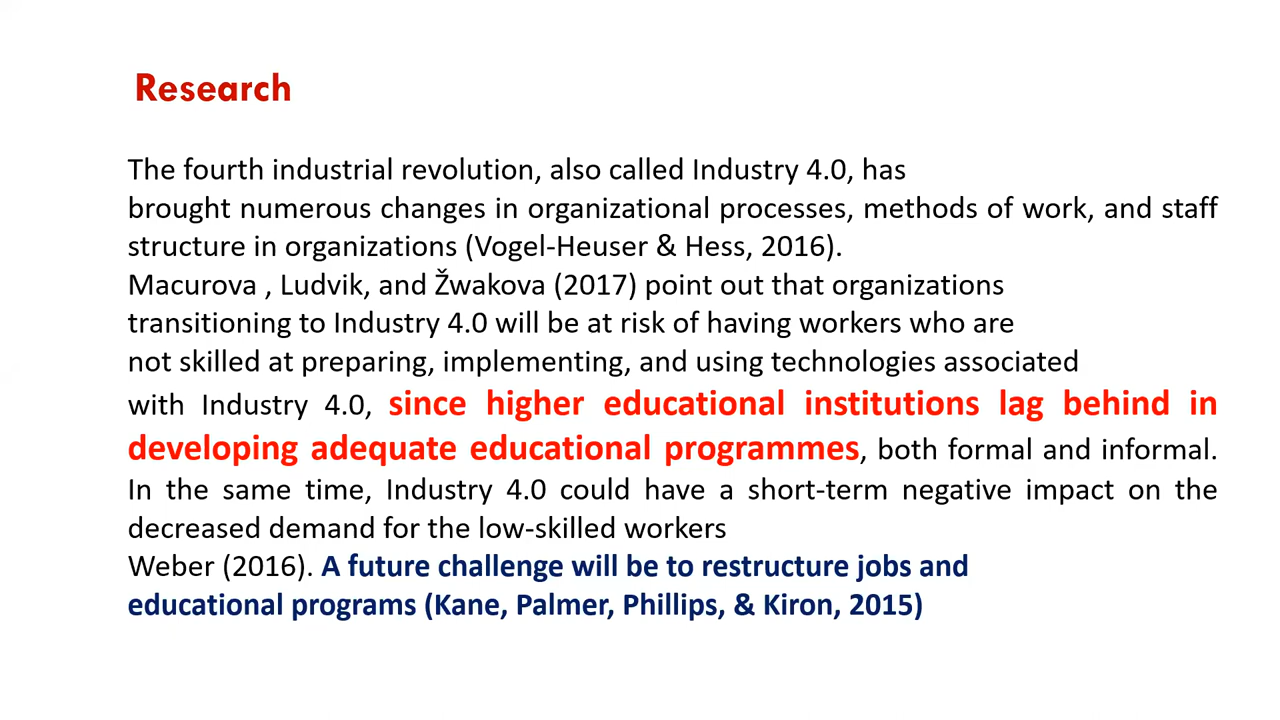 Research
The fourth industrial revolution, also called Industry 4.0, has
brought numerous changes in organizational processes, methods of work, and staff
structure in organizations (Vogel-Heuser & Hess, 2016).
Macurova , Ludvik, and Žwakova (2017) point out that organizations
transitioning to Industry 4.0 will be at risk of having workers who are
not skilled at preparing, implementing, and using technologies associated
with Industry 4.0, since higher educational institutions lag behind in
developing adequate educational programmes, both formal and informal.
In the same time, Industry 4.0 could have a short-term negative impact on the
decreased demand for the low-skilled workers
Weber (2016). A future challenge will be to restructure jobs and
educational programs (Kane, Palmer, Phillips, & Kiron, 2015)